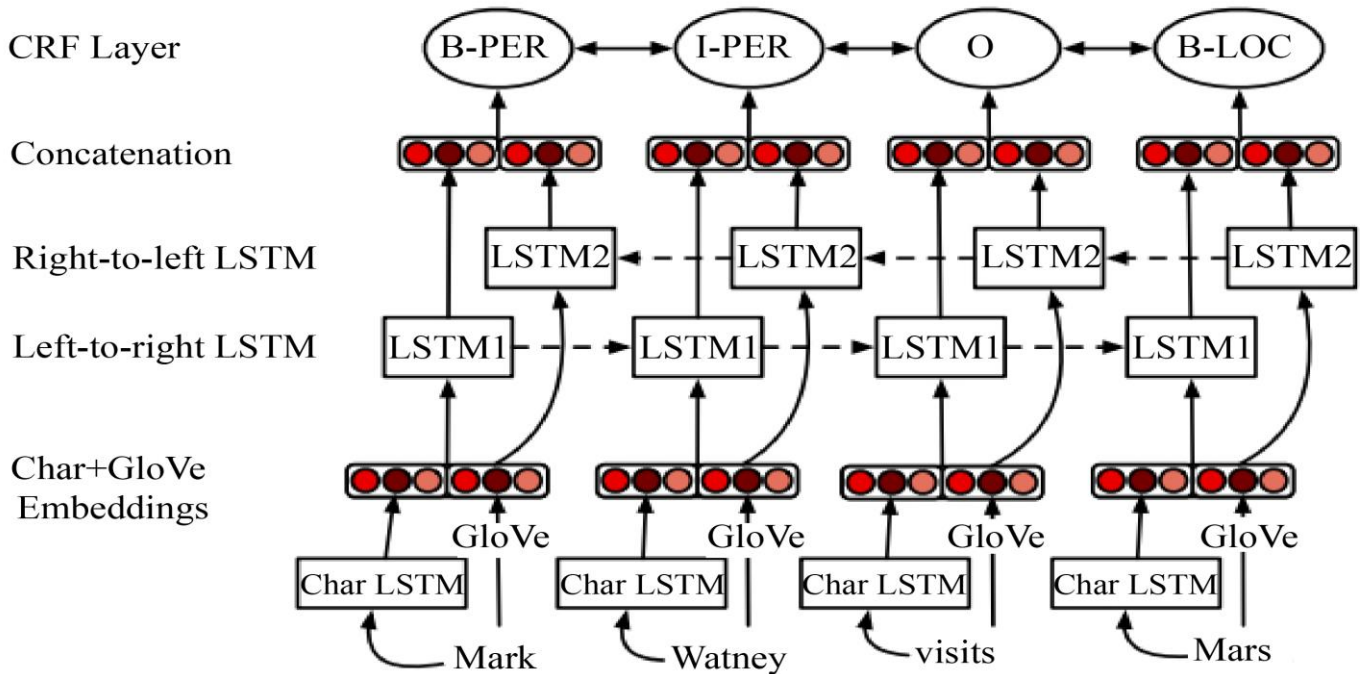 CRF Layer B-PER I-PER O B-LOC
Concatenation
Right-to-left LSTM LSTM2 LSTM2 LSTM2 LSTM2
Left-to-right LSTM LSTM1 LSTM1 LSTM1 LSTM1
Char+GloVe
Embeddings
GloVe GloVe GloVe GloVe
Char LSTM Char LSTM Char LSTM Char LSTM
Mark Watney visits Mars